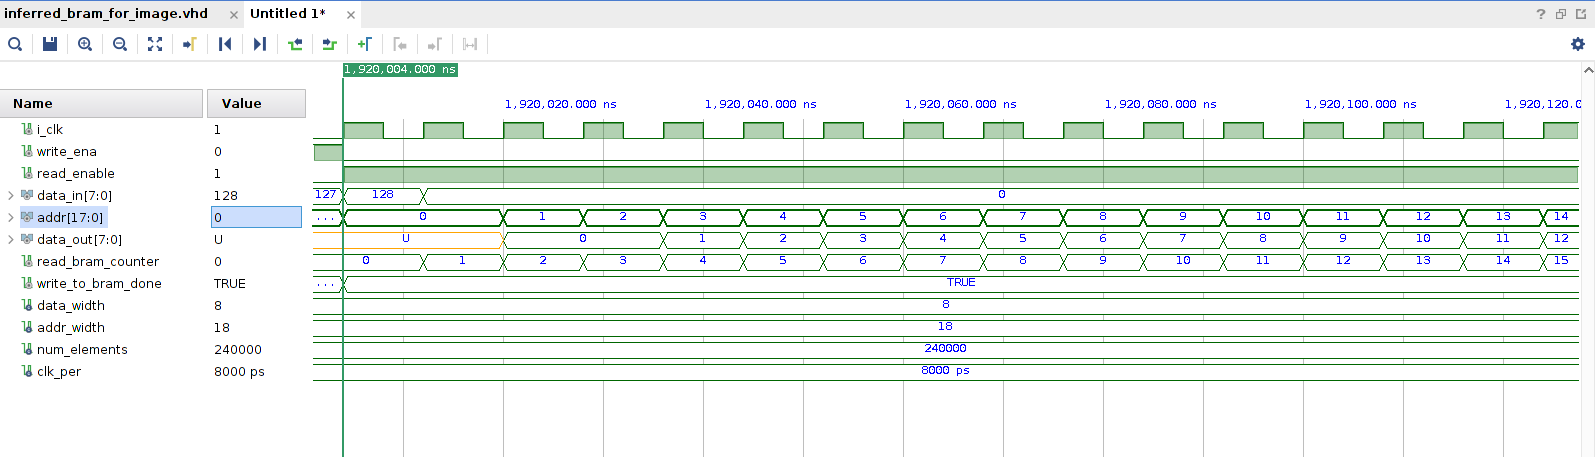 inferred_bram_for_image.vhd × Untitled 1* ×
?
1,920,004.000 ns
Name Value 1,920,020.000 ns 1,920,040.000 ns 1,920,060.000 ns 1,920,080.000 ns 1,920,100.000 ns 1,920,120.0
i_clk 1
write_ena 0
read_enable 1
data_in[7:0] 128 127 128 0
addr[17:0] 0 ... 0 1 2 3 4 5 6 7 8 9 10 11 12 13 14
data_out[7:0] U U 0 1 2 3 4 5 6 7 8 9 10 11 12
read_bram_counter 0 0 1 2 3 4 5 6 7 8 9 10 11 12 13 14 15
write_to_bram_done TRUE ... TRUE
data_width 8 8
addr_width 18 18
num_elements 240000 240000
clk_per 8000 ps 8000 ps